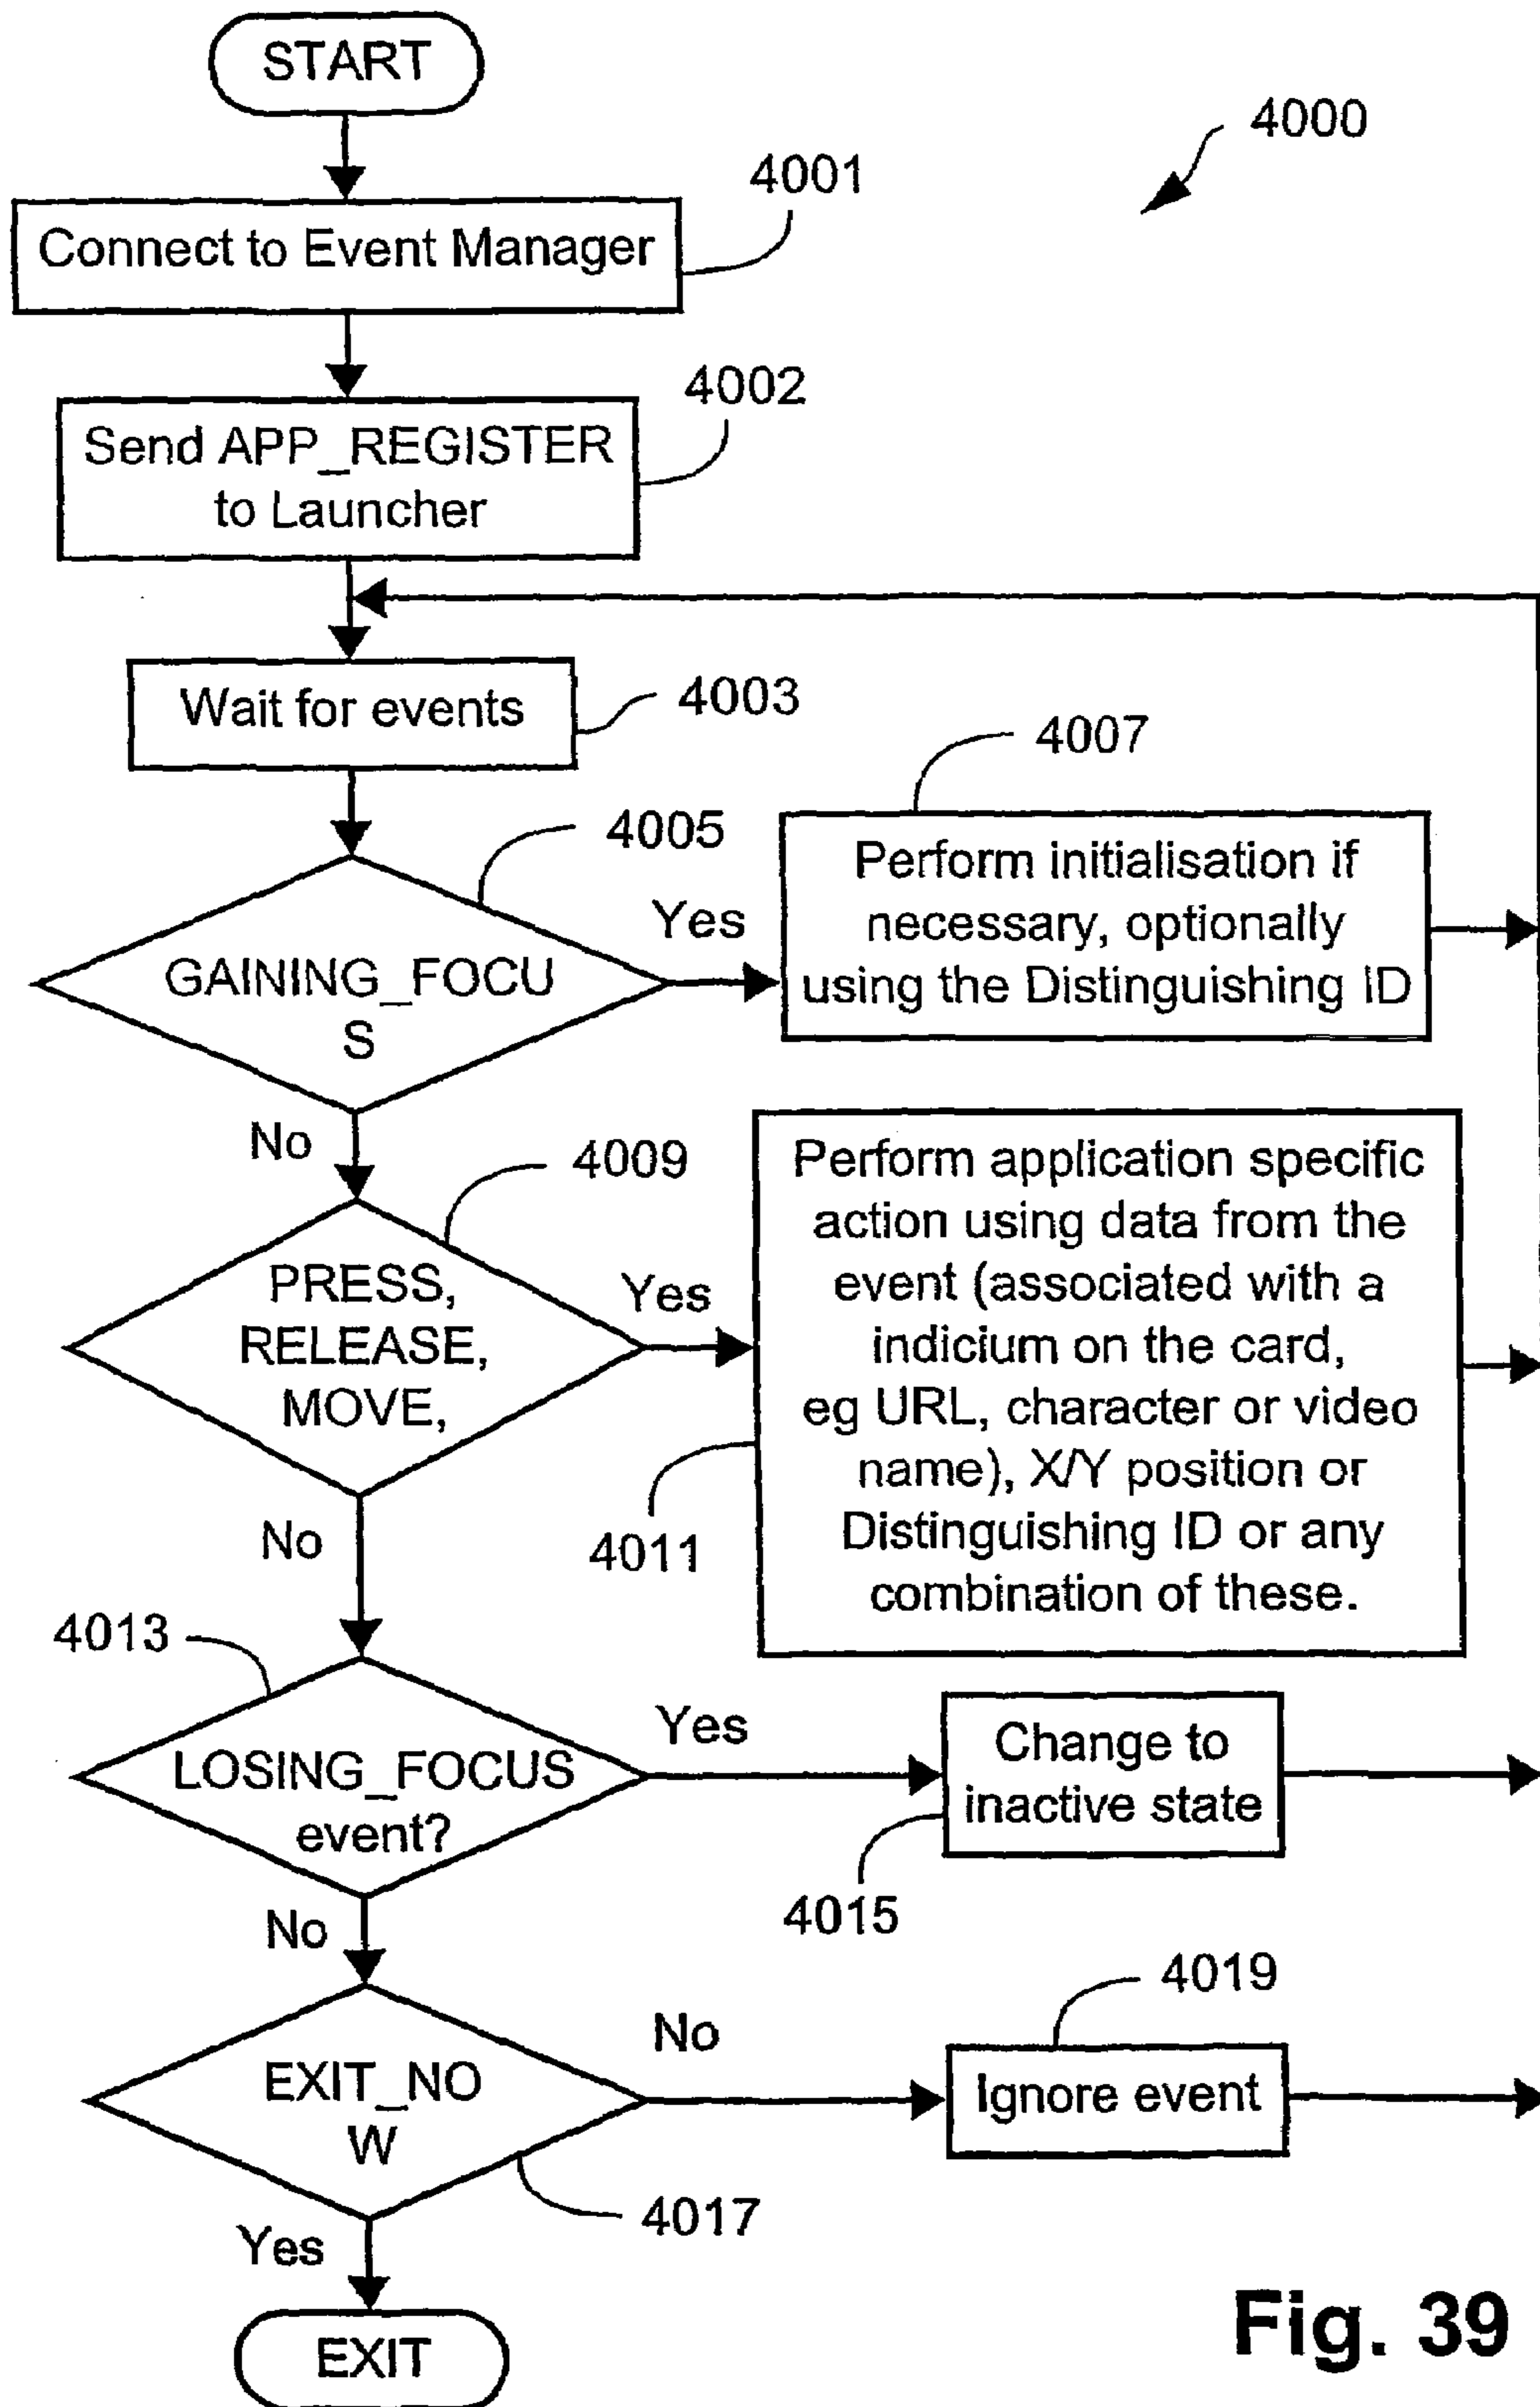 START
4000
4001
Connect to Event Manager
4002
Send APP_REGISTER
to Launcher
Wait for events
4003
4007
4005
Yes
Perform initialisation if
necessary, optionally
using the Distinguishing ID
GAINING_FOCU
S
No
4009
Perform application specific
action using data from the
event (associated with a
indicium on the card,
eg URL, character or video
name), X/Y position or
Distinguishing ID or any
combination of these.
PRESS,
RELEASE,
MOVE,
Yes
4011
No
4013
LOSING_FOCUS
event?
Yes
Change to
inactive state
4015
No
4019
EXIT_NO
W
No
Ignore event
4017
Yes
EXIT
Fig. 39